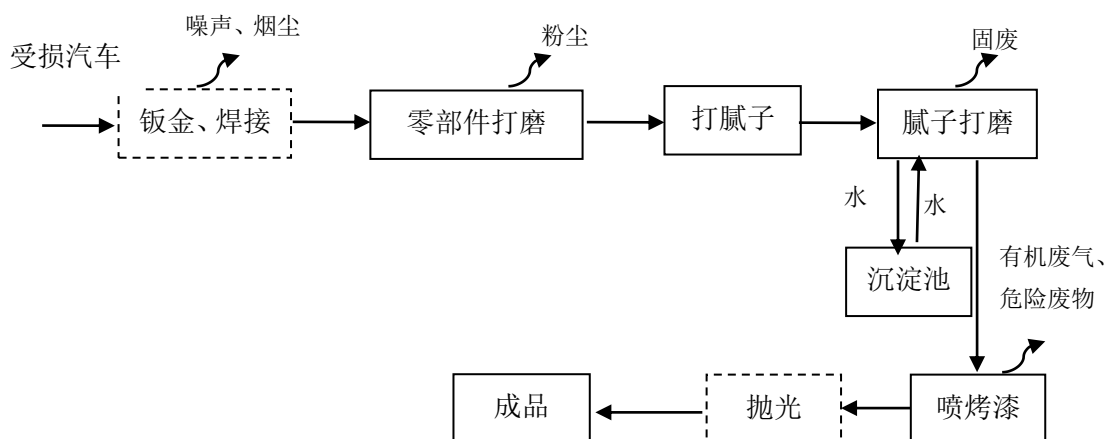 噪声、烟尘
粉尘
固废
受损汽车
钣金、焊接
零部件打磨
打腻子
腻子打磨
水
水
沉淀池
有机废气、
危险废物
成品
抛光
喷烤漆